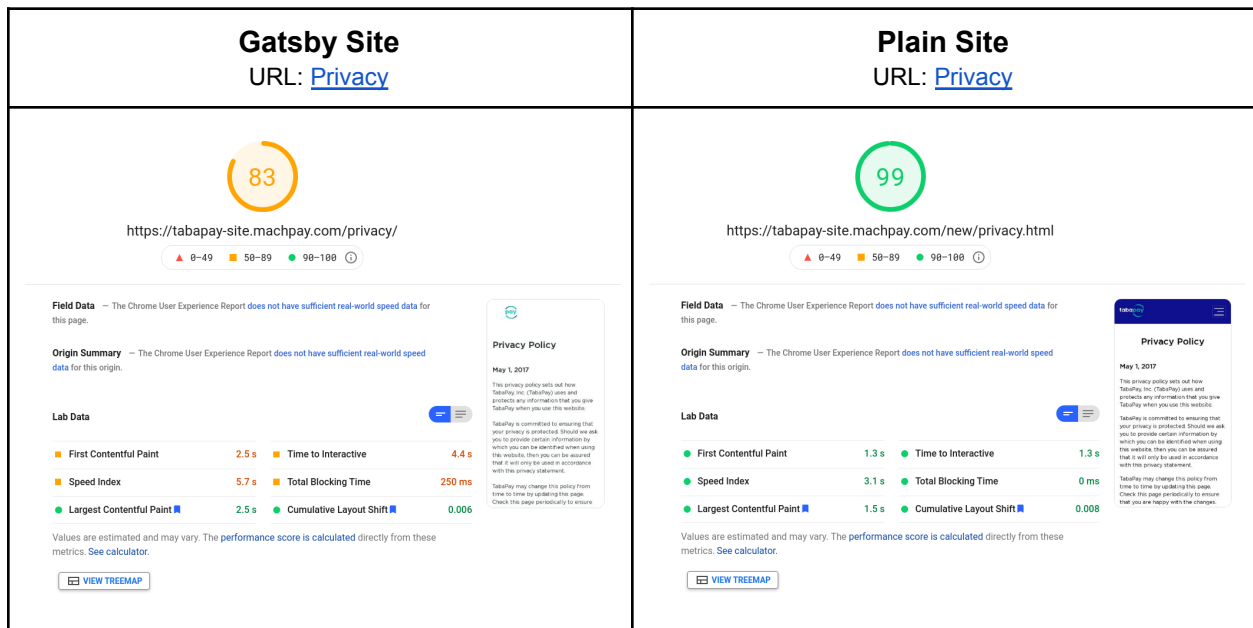 Gatsby Site
URL: Privacy
83
https://tabapay-site.machpay.com/privacy/
0–49 50–89 90–100
Field Data — The Chrome User Experience Report does not have sufficient real-world speed data for
this page.
Origin Summary — The Chrome User Experience Report does not have sufficient real-world speed
data for this origin.
Lab Data
First Contentful Paint 2.5 s
Time to Interactive 4.4 s
Speed Index 5.7 s
Total Blocking Time 250 ms
Largest Contentful Paint 2.5 s
Cumulative Layout Shift 0.006
Values are estimated and may vary. The performance score is calculated directly from these
metrics. See calculator.
VIEW TREEMAP
pay
Privacy Policy
May 1, 2017
This privacy policy sets out how
TabaPay, Inc. (TabaPay) uses and
protects any information that you give
TabaPay when you use this website.
TabaPay is committed to ensuring that
your privacy is protected. Should we ask
you to provide certain information by
which you can be identified when using
this website, then you can be assured
that it will only be used in accordance
with this privacy statement.
TabaPay may change this policy from
time to time by updating this page.
Check this page periodically to ensure
Plain Site
URL: Privacy
99
https://tabapay-site.machpay.com/new/privacy.html
0–49 50–89 90–100
Field Data — The Chrome User Experience Report does not have sufficient real-world speed data for
this page.
Origin Summary — The Chrome User Experience Report does not have sufficient real-world speed
data for this origin.
Lab Data
First Contentful Paint 1.3 s
Time to Interactive 1.3 s
Speed Index 3.1 s
Total Blocking Time 0 ms
Largest Contentful Paint 1.5 s
Cumulative Layout Shift 0.008
Values are estimated and may vary. The performance score is calculated directly from these
metrics. See calculator.
VIEW TREEMAP
tabapay
Privacy Policy
May 1, 2017
This privacy policy sets out how
TabaPay, Inc. (TabaPay) uses and
protects any information that you give
TabaPay when you use this website.
TabaPay is committed to ensuring that
your privacy is protected. Should we ask
you to provide certain information by
which you can be identified when using
this website, then you can be assured
that it will only be used in accordance
with this privacy statement.
TabaPay may change this policy from
time to time by updating this page.
Check this page periodically to ensure
that you are happy with the changes.